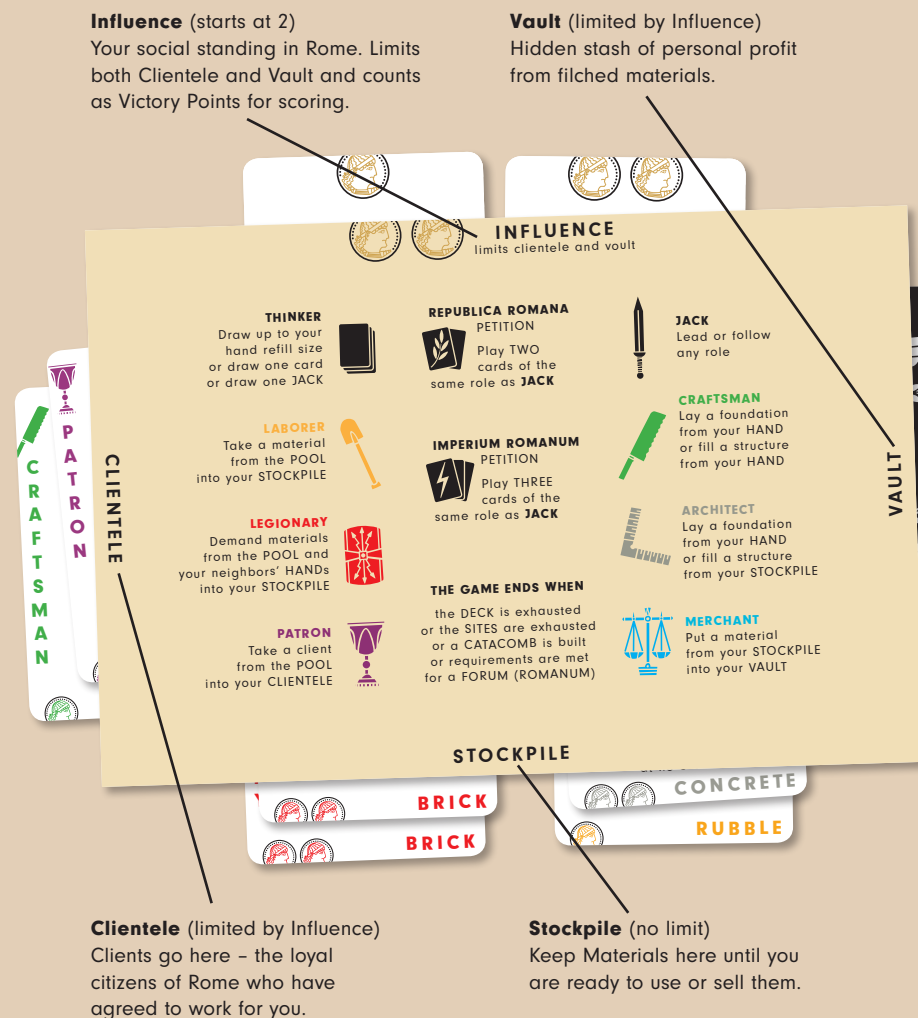 Influence (starts at 2)
Your social standing in Rome. Limits
both Clientele and Vault and counts
as Victory Points for scoring.
Vault (limited by Influence)
Hidden stash of personal profit
from filched materials.
INFLUENCE
limits clientele and voult
THINKER
Draw up to your
hand refill size
or draw one card
or draw one JACK
REPUBLICA ROMANA
PETITION
Play TWO
cards of the
same role as JACK
JACK
Lead or follow
any role
LABORER
Take a material
from the POOL
into your STOCKPILE
IMPERIUM ROMANUM
PETITION
Play THREE
cards of the
same role as JACK
CRAFTSMAN
Lay a foundation
from your HAND
or fill a structure
from your HAND
LEGIONARY
Demand materials
from the POOL and
your neighbors' HANDs
into your STOCKPILE
ARCHITECT
Lay a foundation
from your HAND
or fill a structure
from your STOCKPILE
PATRON
Take a client
from the POOL
into your CLIENTELE
THE GAME ENDS WHEN
the DECK is exhausted
or the SITES are exhausted
or a CATACOMB is built
or requirements are met
for a FORUM (ROMANUM)
MERCHANT
Put a material
from your STOCKPILE
into your VAULT
CRAFTSMAN
PATRON
CLIENTELE
VAULT
STOCKPILE
BRICK
BRICK
CONCRETE
RUBBLE
Clientele (limited by Influence)
Clients go here – the loyal
citizens of Rome who have
agreed to work for you.
Stockpile (no limit)
Keep Materials here until you
are ready to use or sell them.